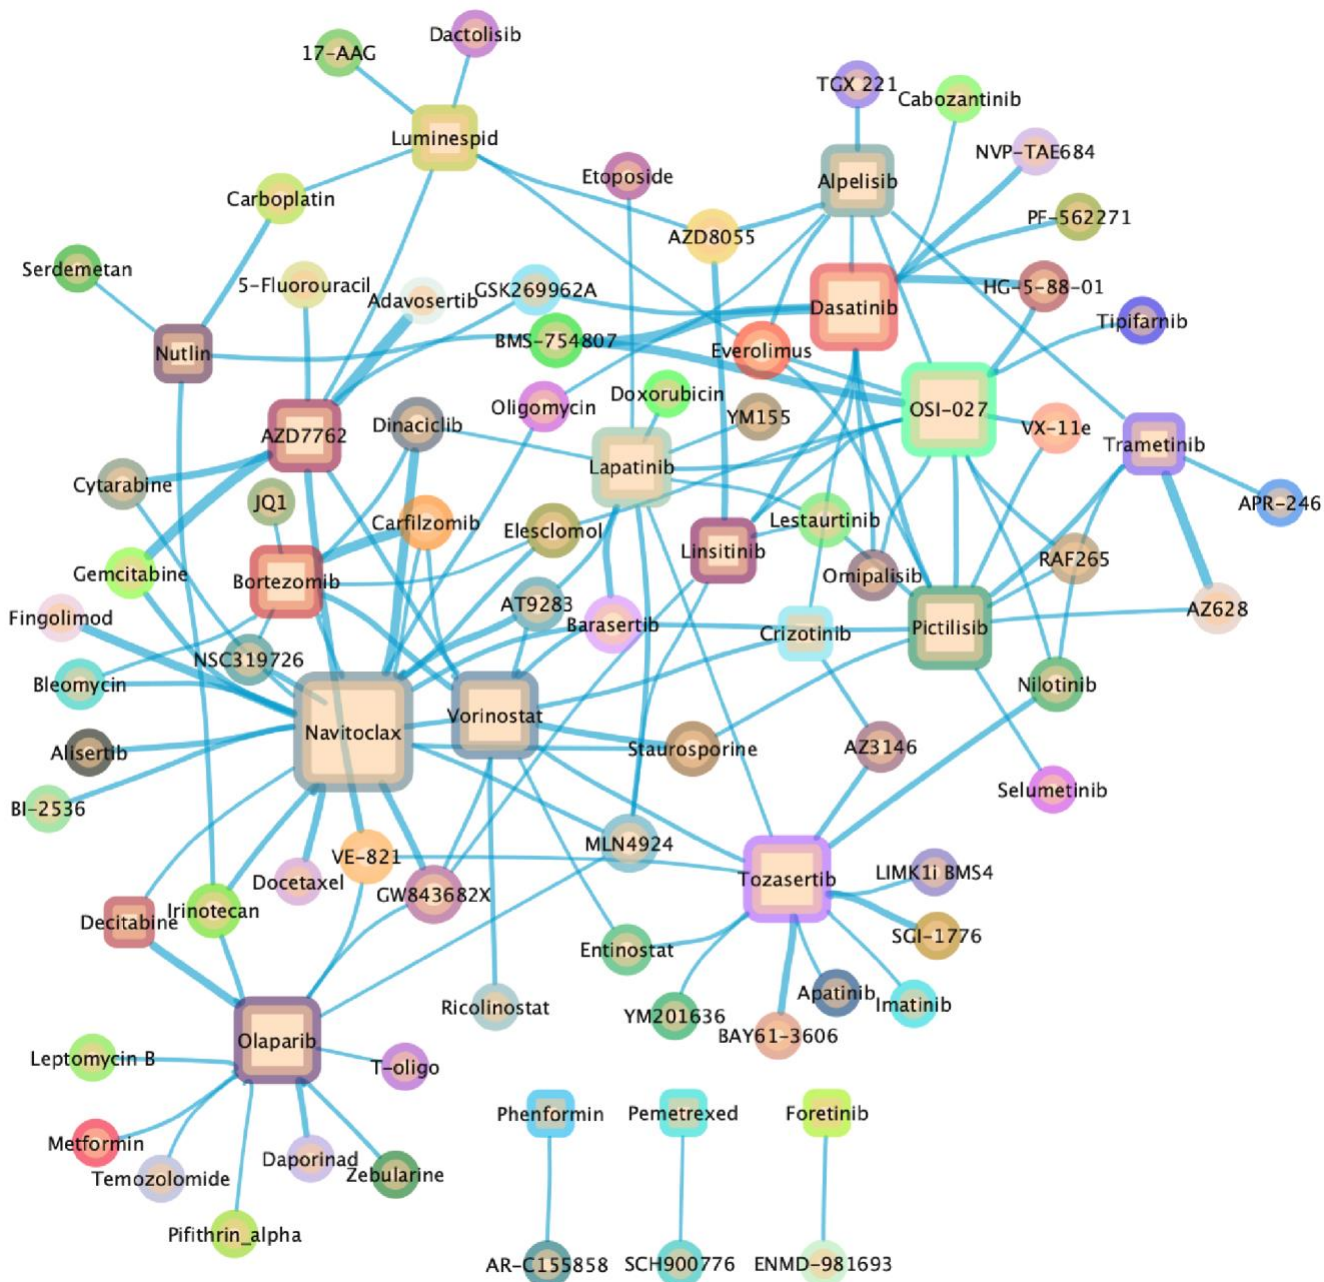 Dactolisib
17-AAG
TGX 221
Cabozantinib
Luminespid
NVP-TAE684
Etoposide
Alpelisib
Carboplatin
PF-562271
AZD8055
Serdemetan
5-Fluorouracil
Adavosertib
GSK269962A
HG-5-88-01
Dasatinib
Tipifarnib
BMS-754807
Everolimus
Nutlin
Doxorubicin
Oligomycin
OSI-027
YM155
Dinaciclib
VX-11e
AZD7762
Trametinib
Lapatinib
Cytarabine
JQ1
APR-246
Carfilzomib
Elesclomol
Lestaurtinib
Linsitinib
RAF265
Gemcitabine
Bortezomib
Omipalisib
AT9283
AZ628
Fingolimod
Barasertib
Crizotinib
Pictilisib
NSC319726
Bleomycin
Nilotinib
Vorinostat
Navitoclax
Alisertib
Staurosporine
AZ3146
Selumetinib
BI-2536
MLN4924
VE-821
LIMK1i BMS4
Docetaxel
Tozasertib
GW843682X
Irinotecan
Decitabine
SGI-1776
Entinostat
Apatinib
Imatinib
Ricolinostat
YM201636
BAY61-3606
Olaparib
Leptomycin B
T-oligo
Phenformin
Pemetrexed
Foretinib
Metformin
Daporinad
Zebularine
Temozolomide
Pifithrin_alpha
AR-C155858
SCH900776
ENMD-981693